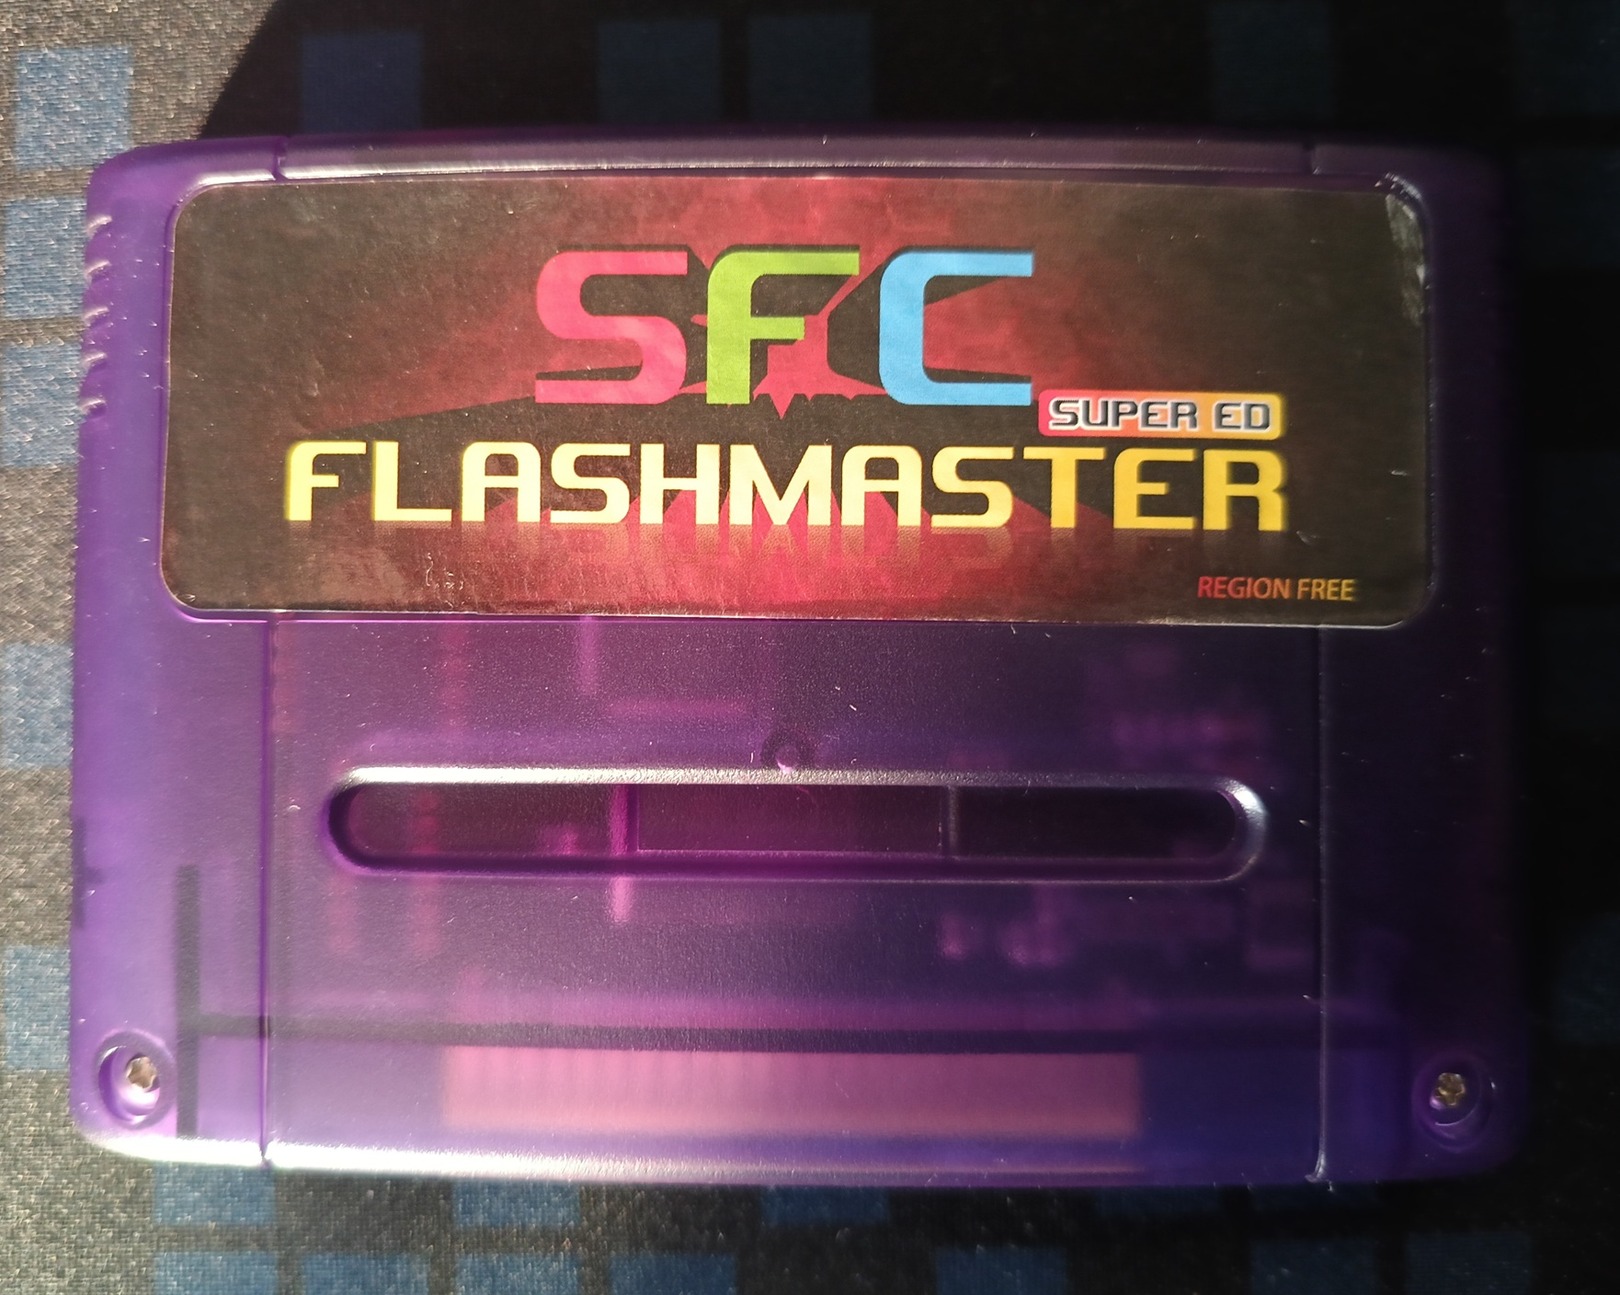 SFC
SUPER ED
FLASHMASTER
REGION FREE